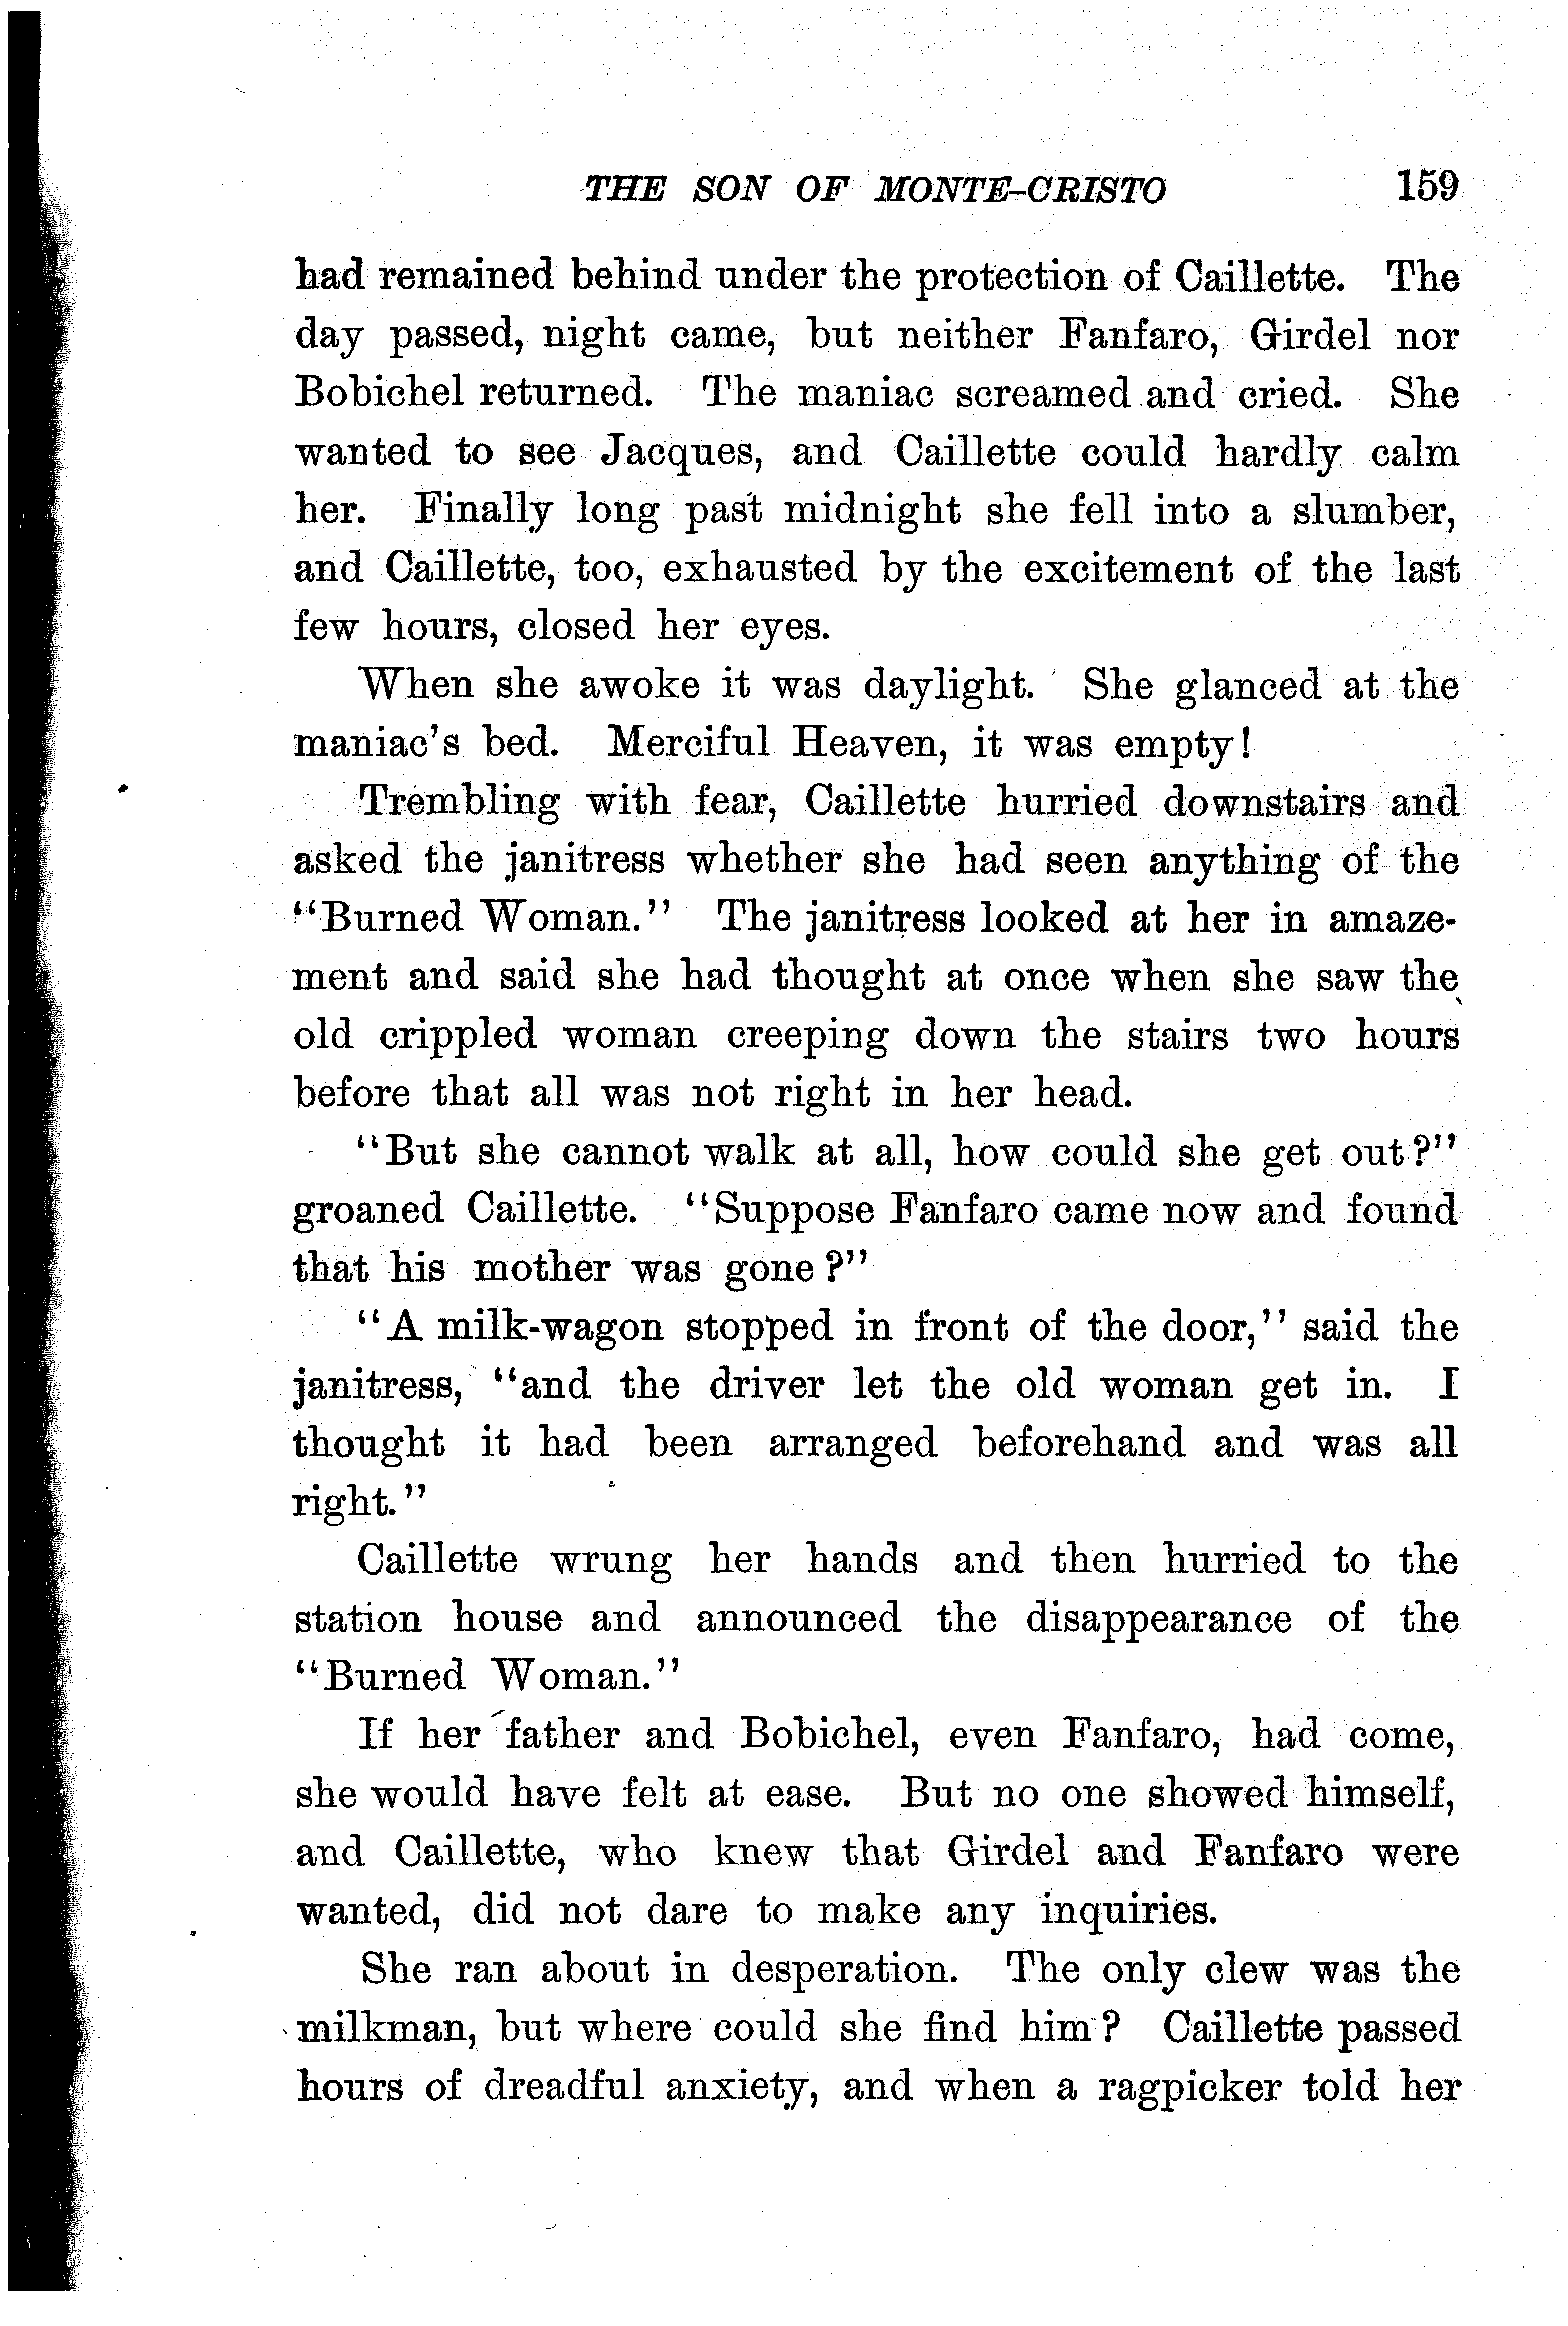 THE SON OF MONTE-CRISTO 159
had remained behind under the protection of Caillette. The
day passed, night came, but neither Fanfaro, Girdel nor
Bobichel returned. The maniac screamed and cried. She
wanted to see Jacques, and Caillette could hardly calm
her. Finally long past midnight she fell into a slumber,
and Caillette, too, exhausted by the excitement of the last
few hours, closed her eyes.
When she awoke it was daylight. She glanced at the
maniac's bed. Merciful Heaven, it was empty!
Trembling with fear, Caillette hurried downstairs and
asked the janitress whether she had seen anything of the
"Burned Woman." The janitress looked at her in amaze-
ment and said she had thought at once when she saw the
old crippled woman creeping down the stairs two hours
before that all was not right in her head.
"But she cannot walk at all, how could she get out?"
groaned Caillette. "Suppose Fanfaro came now and found
that his mother was gone?"
"A milk-wagon stopped in front of the door," said the
janitress, "and the driver let the old woman get in. I
thought it had been arranged beforehand and was all
right."
Caillette wrung her hands and then hurried to the
station house and announced the disappearance of the
"Burned Woman."
If her father and Bobichel, even Fanfaro, had come,
she would have felt at ease. But no one showed himself,
and Caillette, who knew that Girdel and Fanfaro were
wanted, did not dare to make any inquiries.
She ran about in desperation. The only clew was the
milkman, but where could she find him? Caillette passed
hours of dreadful anxiety, and when a ragpicker told her